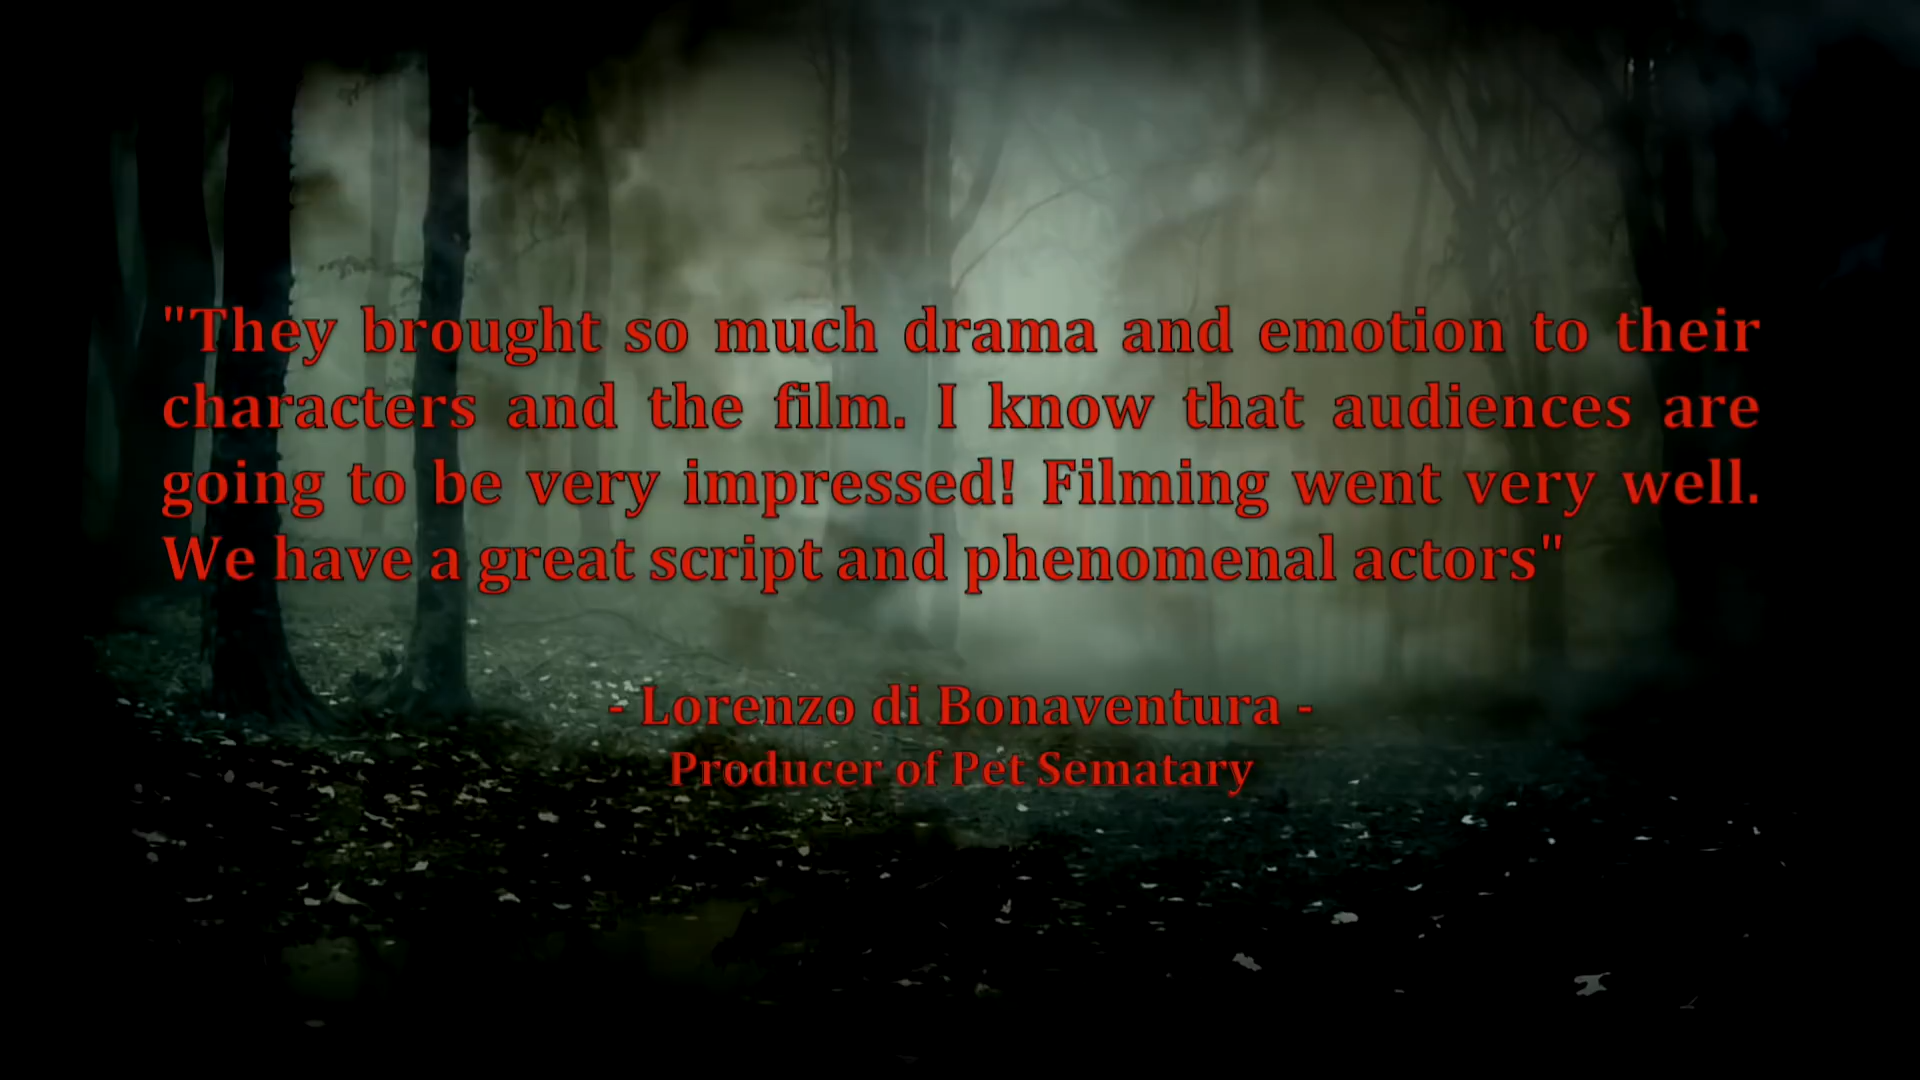 "They brought so much drama and emotion to their
characters and the film. I know that audiences are
going to be very impressed! Filming went very well.
We have a great script and phenomenal actors"
- Lorenzo di Bonaventura -
Producer of Pet Sematary